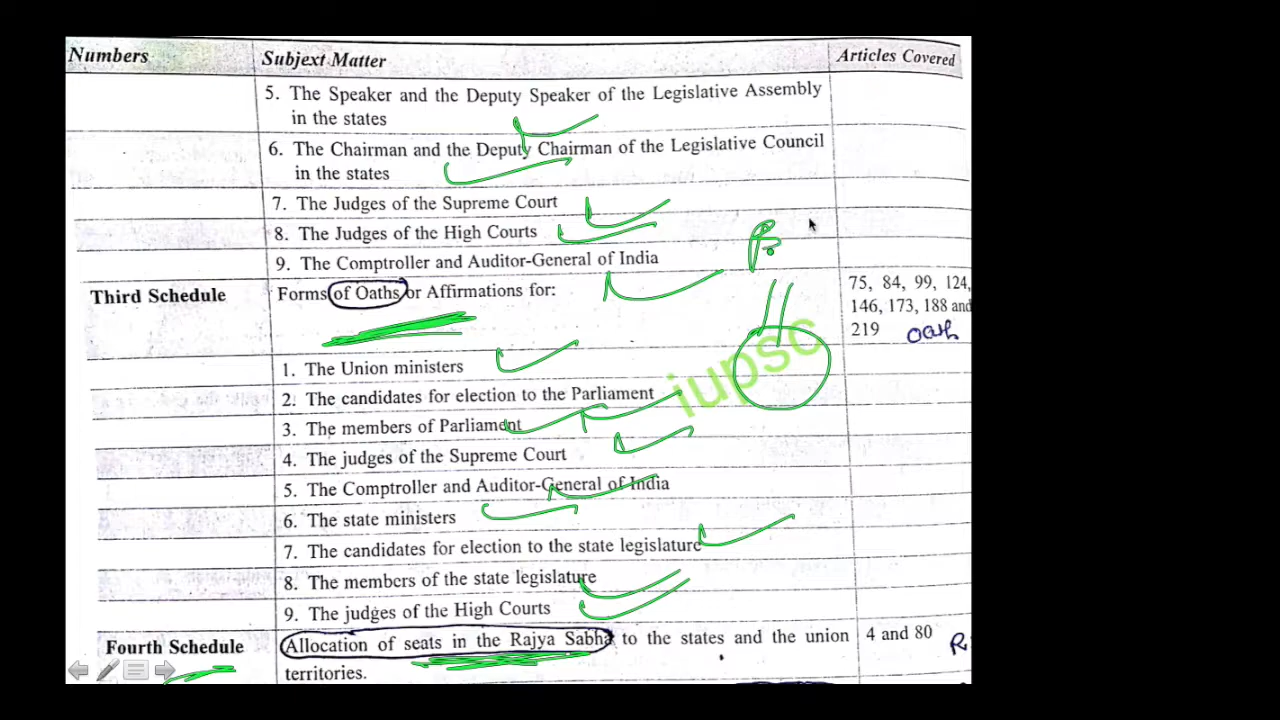 Numbers Subject Matter Articles Covered
5. The Speaker and the Deputy Speaker of the Legislative Assembly
in the states
6. The Chairman and the Deputy Chairman of the Legislative Council
in the states
7. The Judges of the Supreme Court
8. The Judges of the High Courts
9. The Comptroller and Auditor-General of India
Third Schedule Forms of Oaths or Affirmations for: 75, 84, 99, 124,
146, 173, 188 and
219 Oath
1. The Union ministers
iupsc
2. The candidates for election to the Parliament
3. The members of Parliament
4. The judges of the Supreme Court
5. The Comptroller and Auditor-General of India
6. The state ministers
7. The candidates for election to the state legislature
8. The members of the state legislature
9. The judges of the High Courts
Fourth Schedule Allocation of seats in the Rajya Sabha to the states and the union 4 and 80 R
territories.